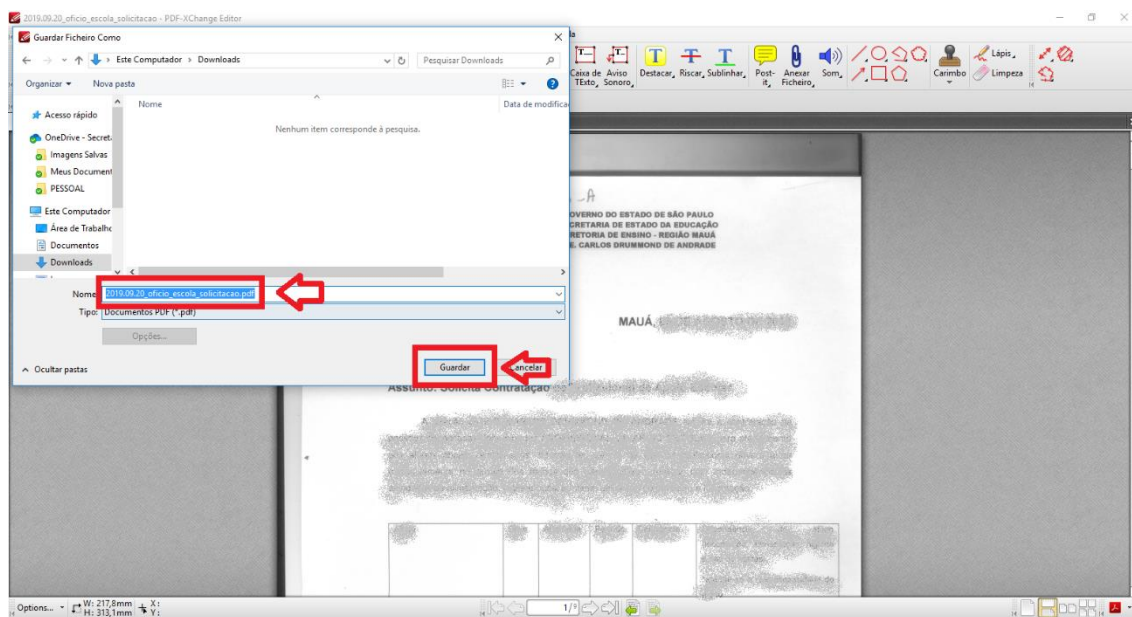 2019.09.20_oficio_escola_solicitacao - PDF-XChange Editor
Guardar Ficheiro Como
Este Computador > Downloads
Pesquisar Downloads
Organizar
Nova pasta
Nome
Data de modifica
Nenhum item corresponde à pesquisa.
Acesso rápido
OneDrive - Secret
Imagens Salvas
Meus Document
PESSOAL
Este Computador
Área de Trabalho
Documentos
Downloads
Nome
2019.09.20_oficio_escola_solicitacao.pdf
Tipo: Documentos PDF (*.pdf)
Opções...
Ocultar pastas
Guardar
Cancelar
Caixa de TExto
Aviso Sonoro
Destacar
Riscar
Sublinhar
Post-it
Anexar Ficheiro
Som
Carimbo
Lápis
Limpeza
OVERNO DO ESTADO DE SÃO PAULO
CRETARIA DE ESTADO DA EDUCAÇÃO
RETORIA DE ENSINO - REGIÃO MAUÁ
E. CARLOS DRUMMOND DE ANDRADE
MAUÁ,
Assunto: Solicita Contratação
Options...
W: 217,8mm
H: 313,1mm
X:
Y:
1/9